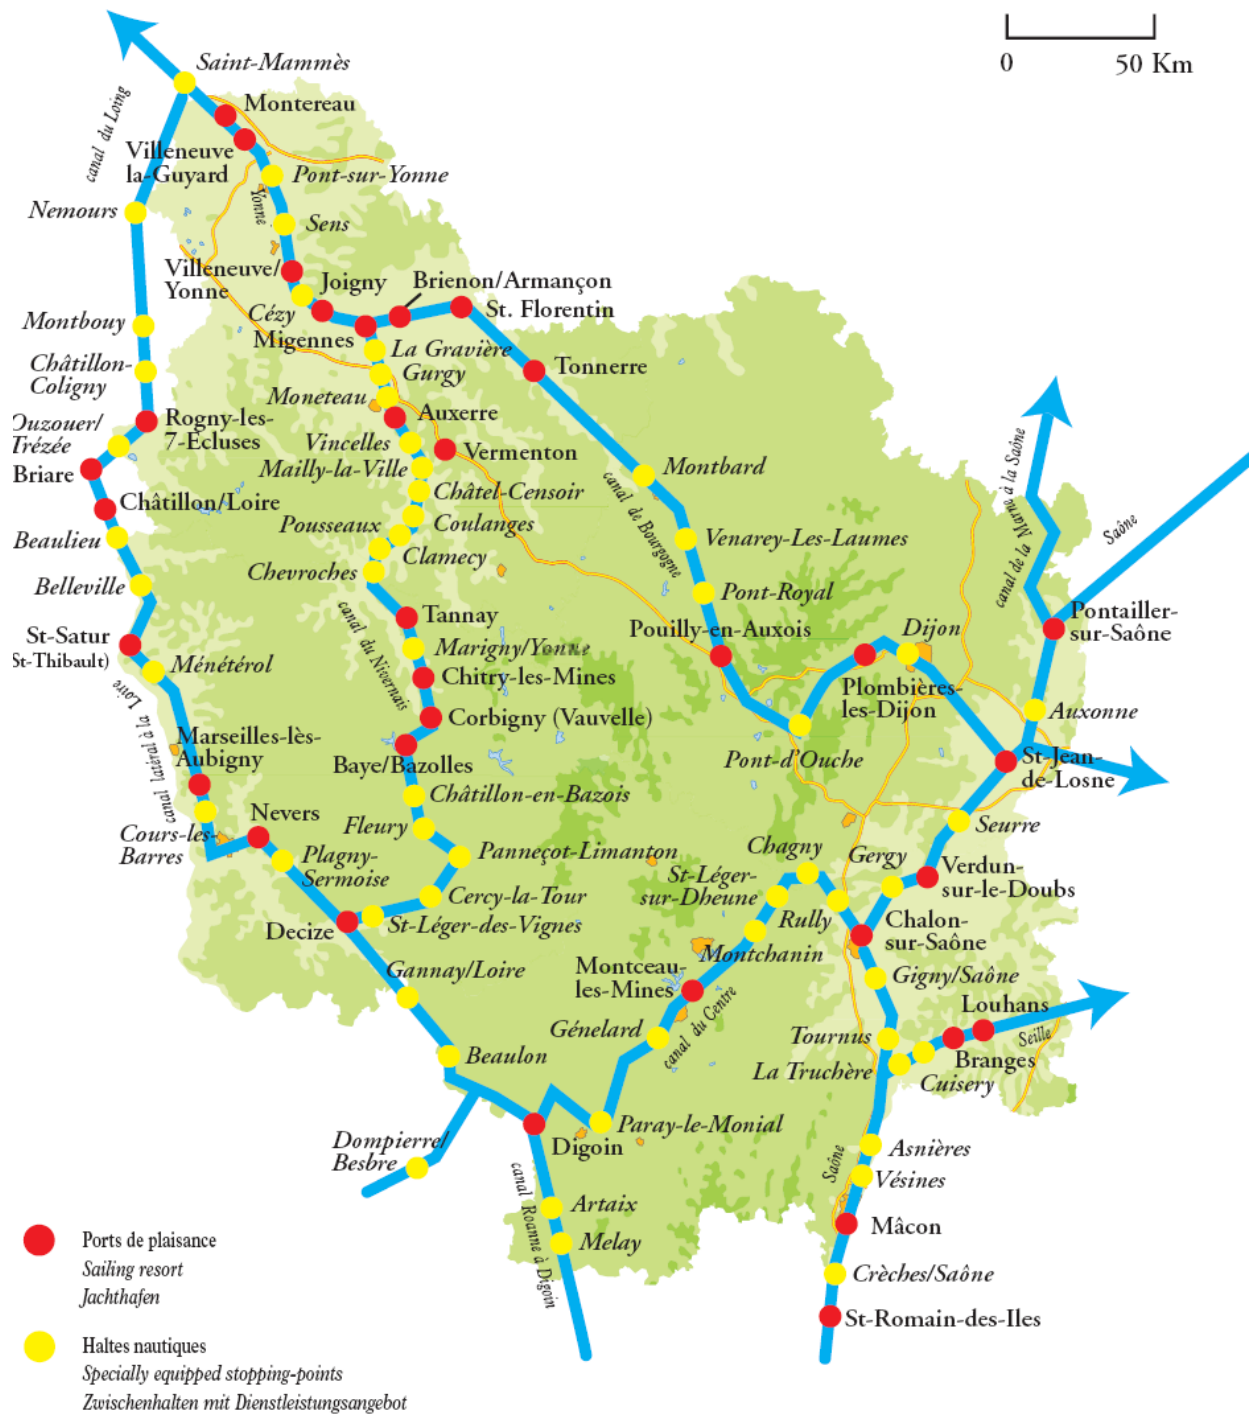 0
50 Km
Saint-Mammès
canal du Loing
Montereau
Villeneuve
la-Guyard
Pont-sur-Yonne
Nemours
Yonne
Sens
Villeneuve/
Yonne
Joigny
Brienon/Armançon
Cézy
St. Florentin
Montbouy
Migennes
La Gravière
Châtillon-
Coligny
Gurgy
Tonnerre
Moneteau
Auxerre
Ouzouer/
Trézée
Rogny-les-
7-Écluses
Vincelles
Vermenton
Briare
Mailly-la-Ville
Montbard
canal de la Marne à la Saône
Saône
Châtillon/Loire
Châtel-Censoir
canal de Bourgogne
Beaulieu
Pousseaux
Coulanges
Venarey-Les-Laumes
Clamecy
Belleville
Chevroches
Pont-Royal
Tannay
Pontailler-
sur-Saône
St-Satur
(St-Thibault)
canal du Nivernais
Marigny/Yonne
Pouilly-en-Auxois
Dijon
Ménétérol
Chitry-les-Mines
Plombières-
les-Dijon
canal latéral à la Loire
Corbigny (Vauvelle)
Auxonne
Marseilles-lès-
Aubigny
Baye/Bazolles
Pont-d'Ouche
St-Jean-
de-Losne
Châtillon-en-Bazois
Nevers
Fleury
Seurre
Cours-les-
Barres
Plagny-
Sermoise
Panneçot-Limanton
Chagny
Gergy
St-Léger-
sur-Dheune
Verdun-
sur-le-Doubs
Cercy-la-Tour
Decize
St-Léger-des-Vignes
Rully
Chalon-
sur-Saône
Montchanin
Gannay/Loire
Montceau-
les-Mines
Gigny/Saône
canal du Centre
Louhans
Génelard
Tournus
Seille
Beaulon
La Truchère
Branges
Cuisery
Dompierre/
Besbre
Digoin
Paray-le-Monial
Saône
Asnières
Vésines
canal Roanne à Digoin
Artaix
Mâcon
Melay
Crèches/Saône
St-Romain-des-Iles
Ports de plaisance
Sailing resort
Jachthafen
Haltes nautiques
Specially equipped stopping-points
Zwischenhalten mit Dienstleistungsangebot